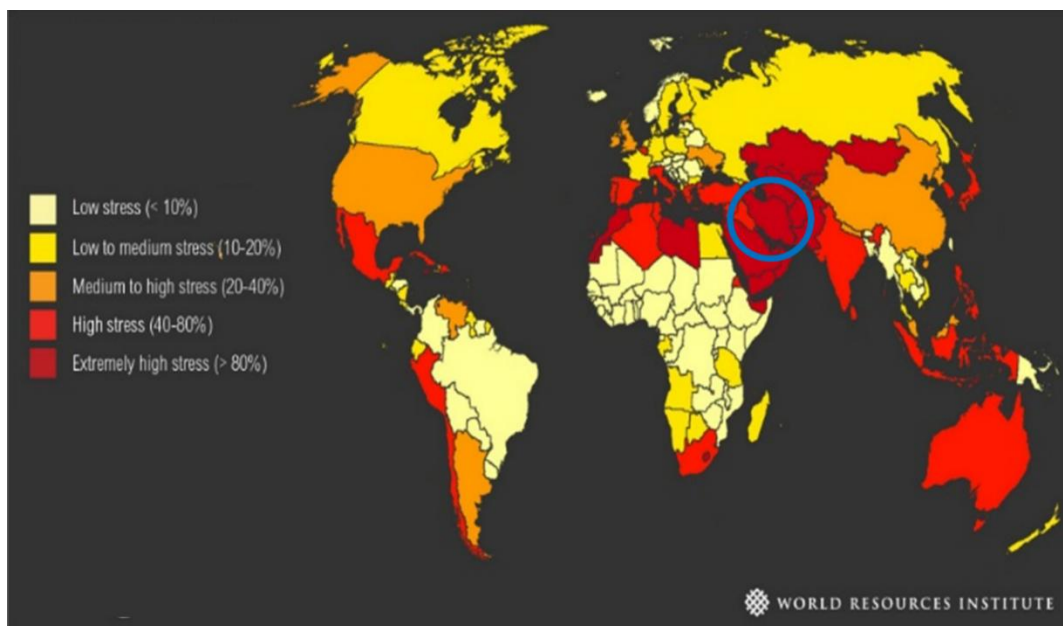 Low stress (< 10%)
Low to medium stress (10-20%)
Medium to high stress (20-40%)
High stress (40-80%)
Extremely high stress (> 80%)
WORLD RESOURCES INSTITUTE